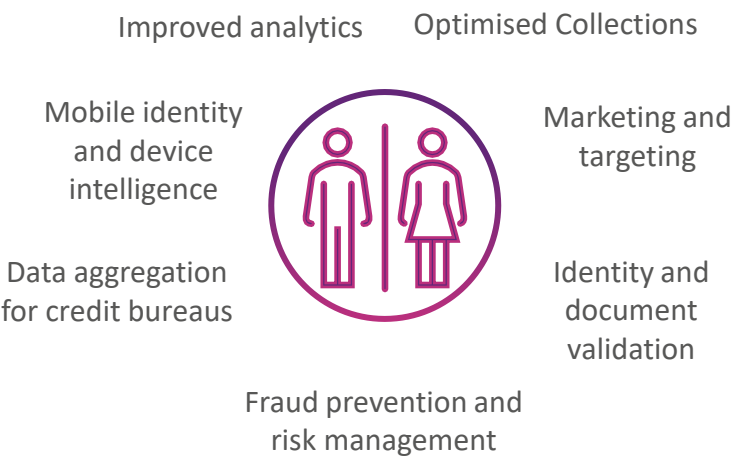 Improved analytics
Optimised Collections
Mobile identity
and device
intelligence
Marketing and
targeting
Data aggregation
for credit bureaus
Identity and
document
validation
Fraud prevention and
risk management